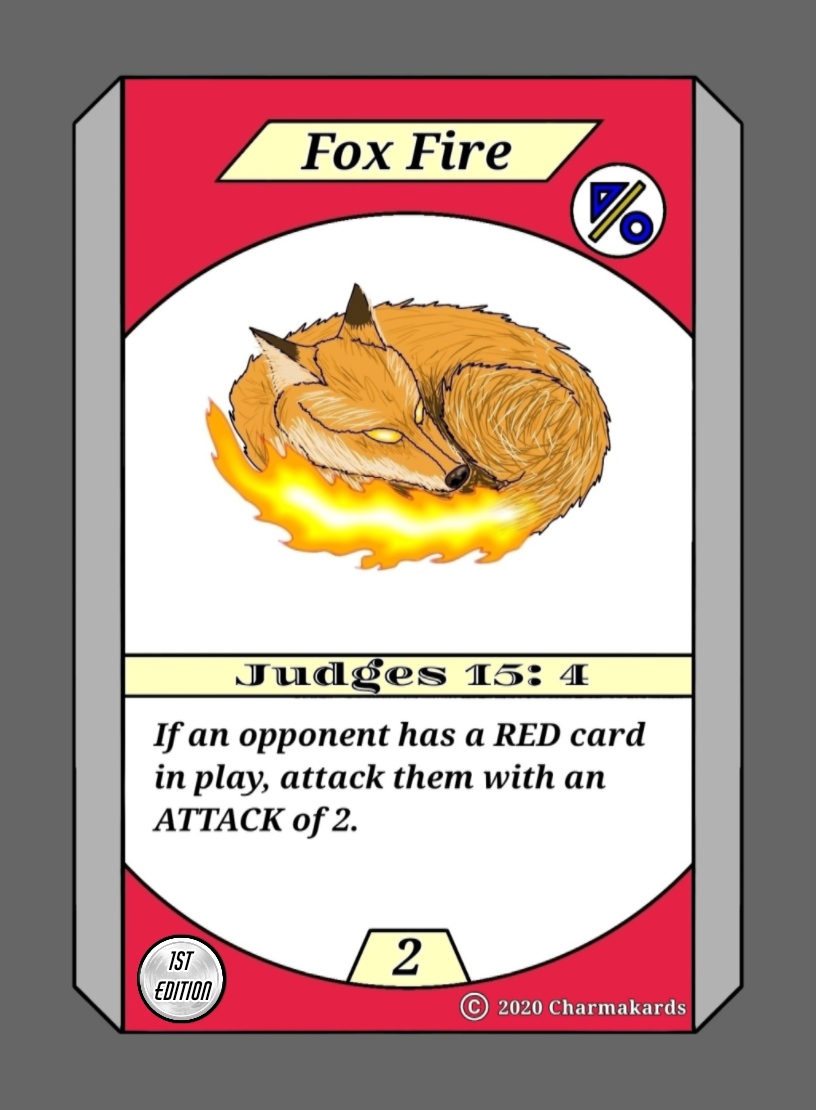 Fox Fire
Judges 15: 4
If an opponent has a RED card
in play, attack them with an
ATTACK of 2.
2
1ST
EDITION
© 2020 Charmakards